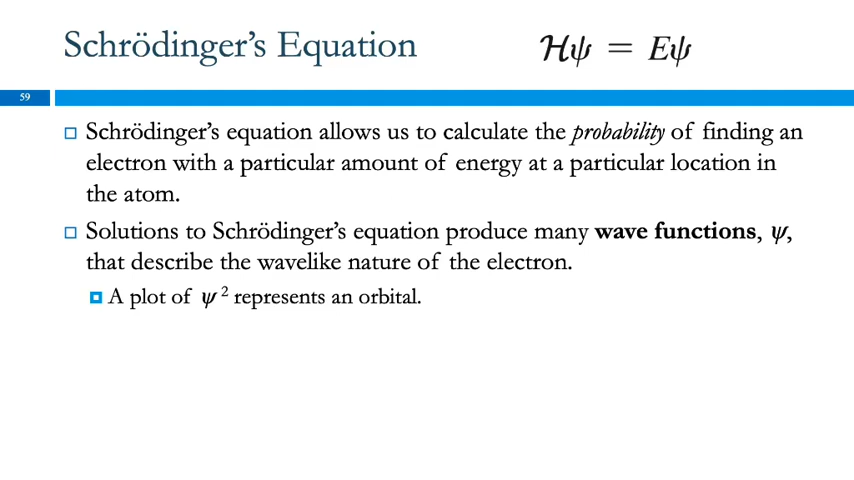 Schrödinger's Equation
ℋψ = Eψ
59
Schrödinger's equation allows us to calculate the probability of finding an
electron with a particular amount of energy at a particular location in
the atom.
Solutions to Schrödinger's equation produce many wave functions, ψ,
that describe the wavelike nature of the electron.
A plot of ψ² represents an orbital.